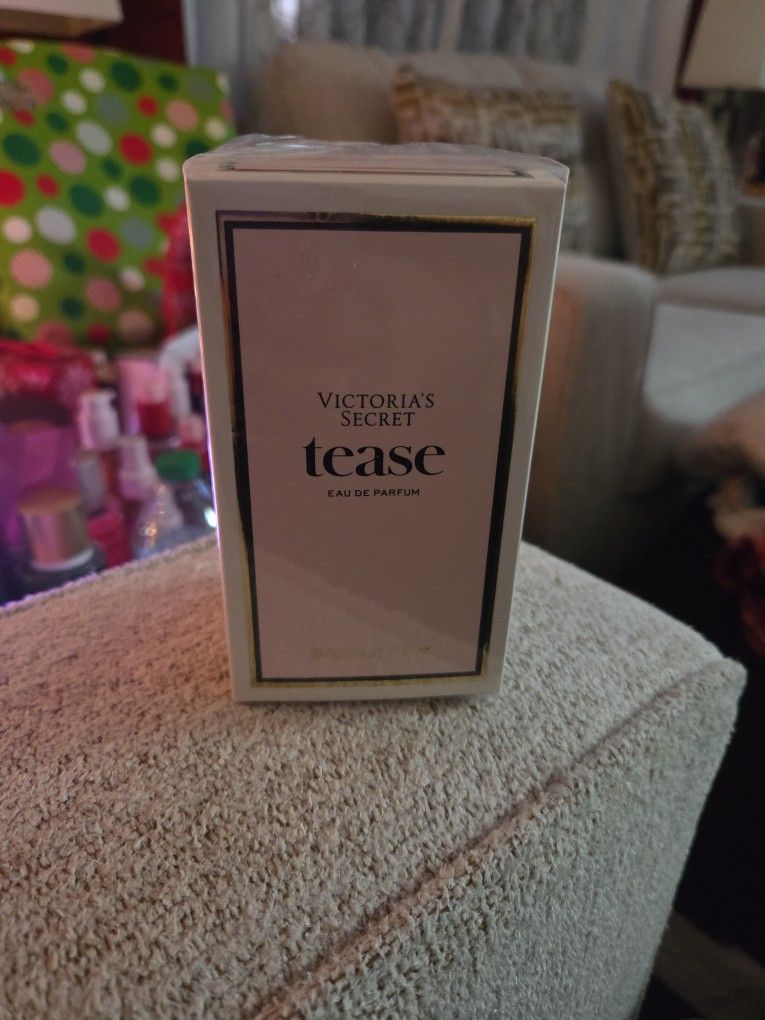 VICTORIA'S
SECRET
tease
EAU DE PARFUM